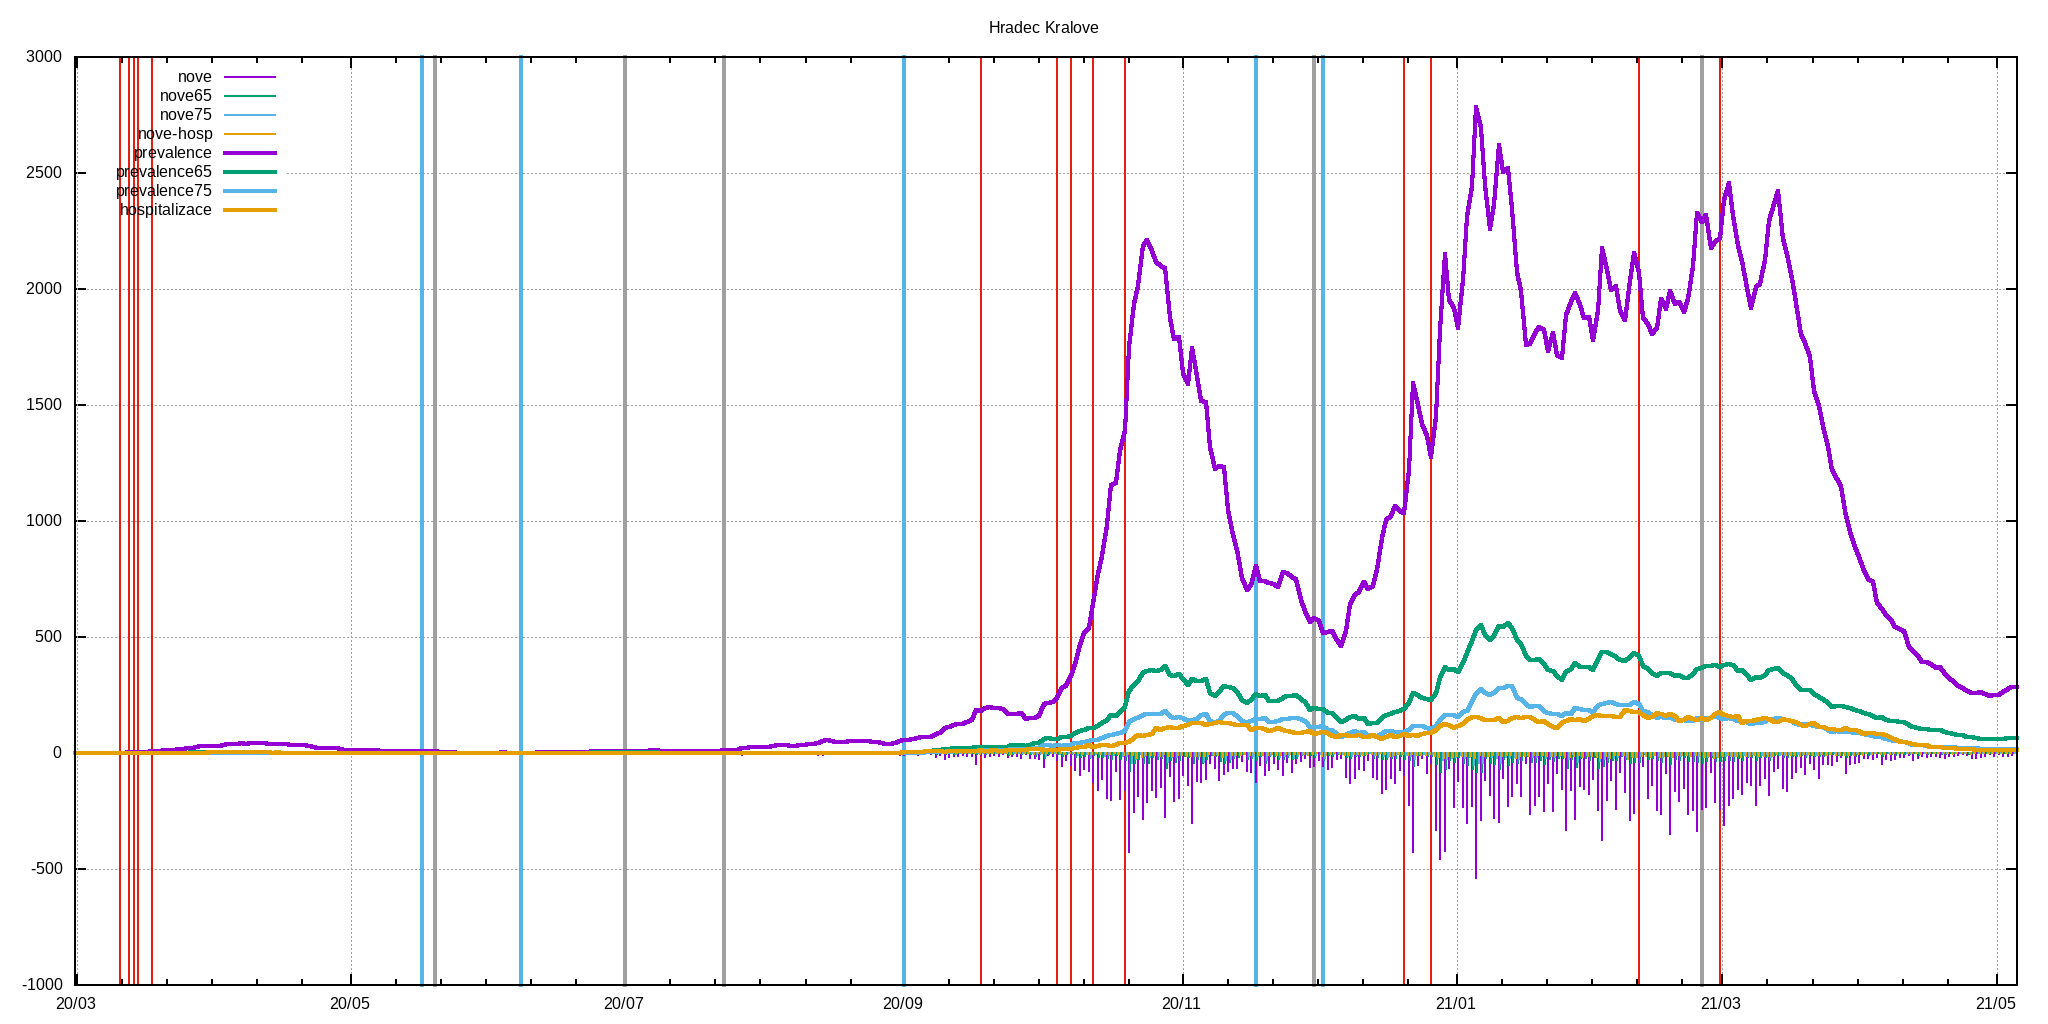 Hradec Kralove
3000
2500
2000
1500
1000
500
0
-500
-1000
nove
nove65
nove75
nove-hosp
prevalence
prevalence65
prevalence75
hospitalizace
20/03 20/05 20/07 20/09 20/11 21/01 21/03 21/05